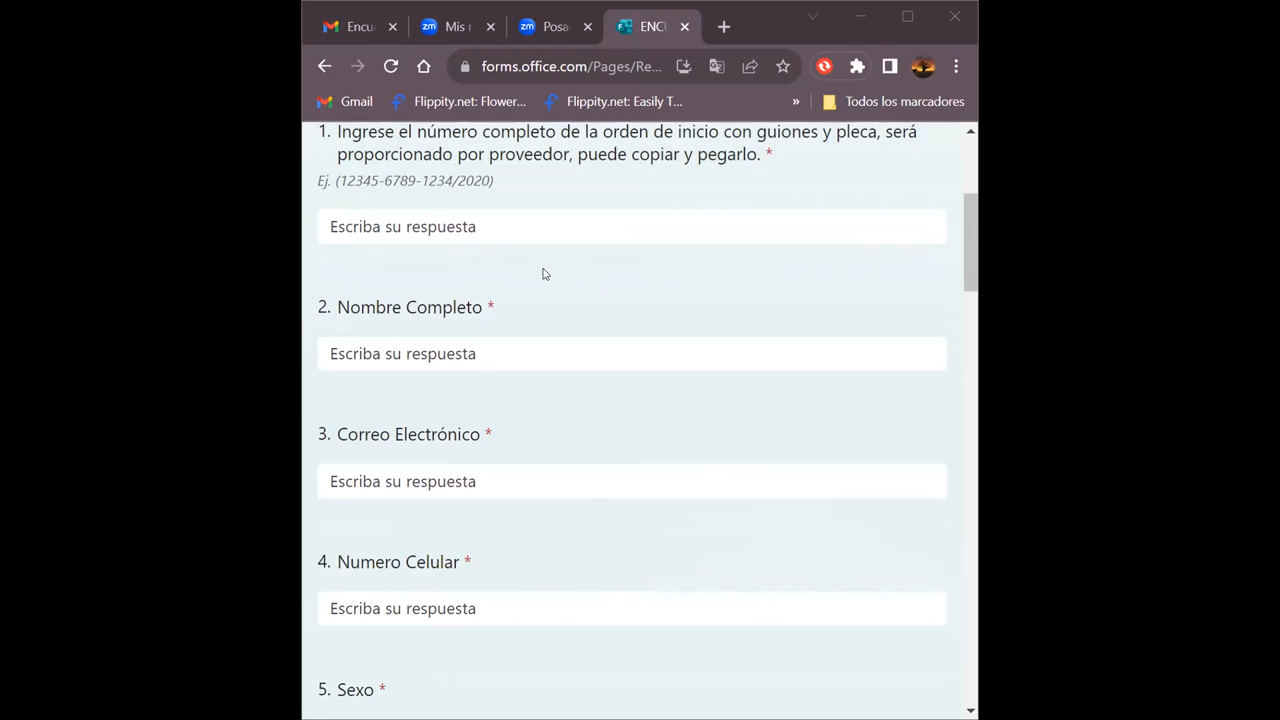 Encu
Mis r
Posa
ENCU
forms.office.com/Pages/Re...
Gmail
Flippity.net: Flower...
Flippity.net: Easily T...
»
Todos los marcadores
1. Ingrese el número completo de la orden de inicio con guiones y pleca, será
proporcionado por proveedor, puede copiar y pegarlo. *
Ej. (12345-6789-1234/2020)
Escriba su respuesta
2. Nombre Completo *
Escriba su respuesta
3. Correo Electrónico *
Escriba su respuesta
4. Numero Celular *
Escriba su respuesta
5. Sexo *